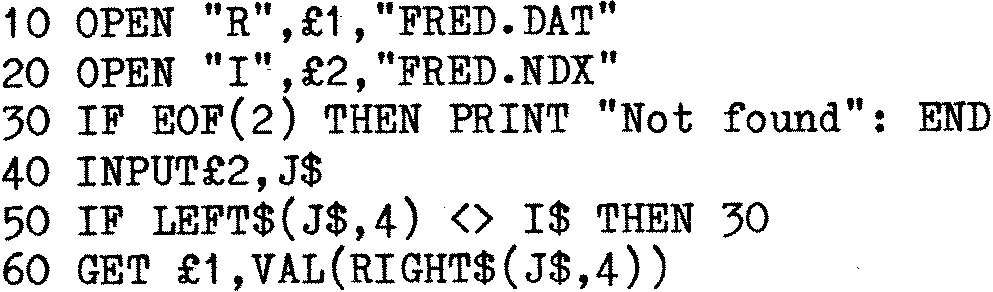 10 OPEN "R",£1,"FRED.DAT"
20 OPEN "I",£2,"FRED.NDX"
30 IF EOF(2) THEN PRINT "Not found": END
40 INPUT£2,J$
50 IF LEFT$(J$,4) <> I$ THEN 30
60 GET £1,VAL(RIGHT$(J$,4))